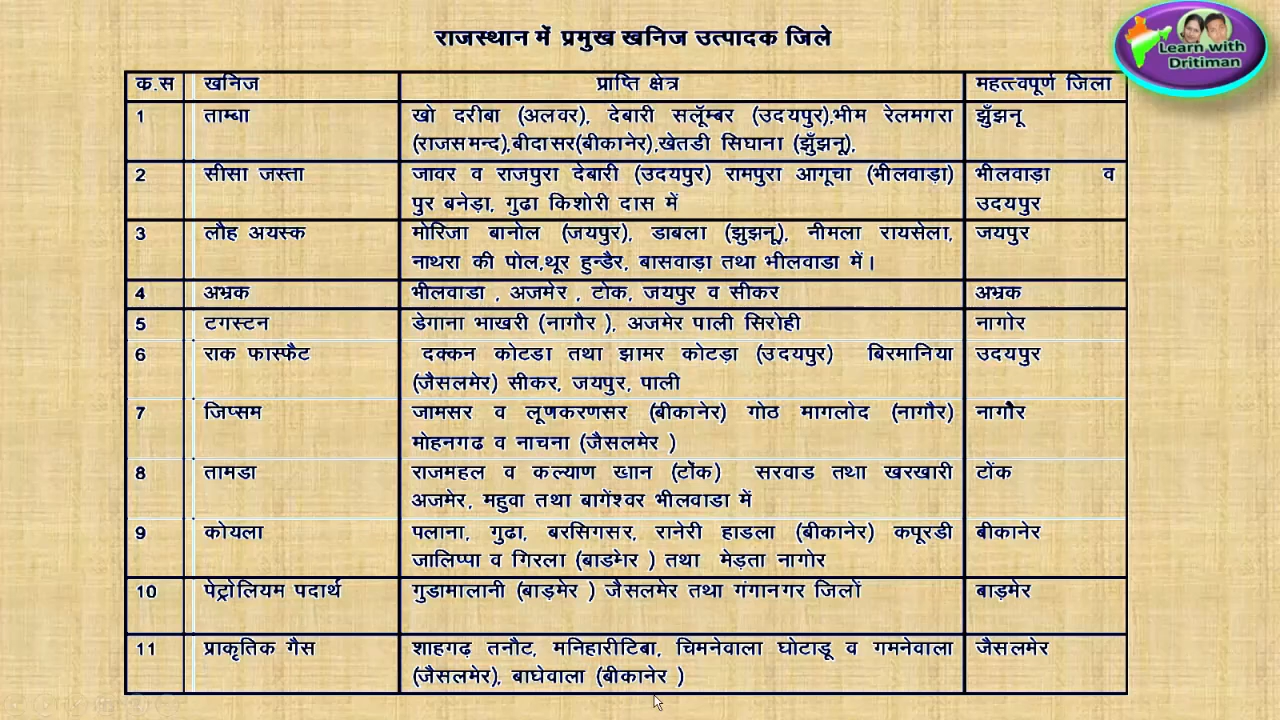 राजस्थान में प्रमुख खनिज उत्पादक जिले
Learn with
Dritiman
क.स खनिज प्राप्ति क्षेत्र महत्त्वपूर्ण जिला
1 ताम्बा खो दरीबा (अलवर), देबारी सलूॅम्बर (उदयपुर),भीम रेलमगरा झुँझनू
(राजसमन्द),बीदासर(बीकानेर),खेतडी सिघाना (झुँझनू),
2 सीसा जस्ता जावर व राजपुरा देबारी (उदयपुर) रामपुरा आगूचा (भीलवाड़ा) भीलवाड़ा व
पुर बनेड़ा, गुढा किशोरी दास में उदयपुर
3 लौह अयस्क मोरिजा बानोल (जयपुर), डाबला (झुझनू), नीमला रायसेला, जयपुर
नाथरा की पोल,थूर हुन्डैर, बासवाड़ा तथा भीलवाडा में।
4 अभ्रक भीलवाडा , अजमेर , टोक, जयपुर व सीकर अभ्रक
5 टगस्टन डेगाना भाखरी (नागौर ), अजमेर पाली सिरोही नागोर
6 राक फास्फैट दक्कन कोटडा तथा झामर कोटड़ा (उदयपुर) बिरमानिया उदयपुर
(जैसलमेर) सीकर, जयपुर, पाली
7 जिप्सम जामसर व लूणकरणसर (बीकानेर) गोठ मागलोद (नागौर) नागौर
मोहनगढ व नाचना (जैसलमेर )
8 तामडा राजमहल व कल्याण खान (टोंक) सरवाड तथा खरखारी टोंक
अजमेर, महुवा तथा बागेंश्वर भीलवाडा में
9 कोयला पलाना, गुढा, बरसिगसर, रानेरी हाडला (बीकानेर) कपूरडी बीकानेर
जालिप्पा व गिरला (बाडमेर ) तथा मेड़ता नागोर
10 पेट्रोलियम पदार्थ गुडामालानी (बाड़मेर ) जैसलमेर तथा गंगानगर जिलों बाड़मेर
11 प्राकृतिक गैस शाहगढ़ तनौट, मनिहारीटिबा, चिमनेवाला घोटाडू व गमनेवाला जैसलमेर
(जैसलमेर), बाघेवाला (बीकानेर )